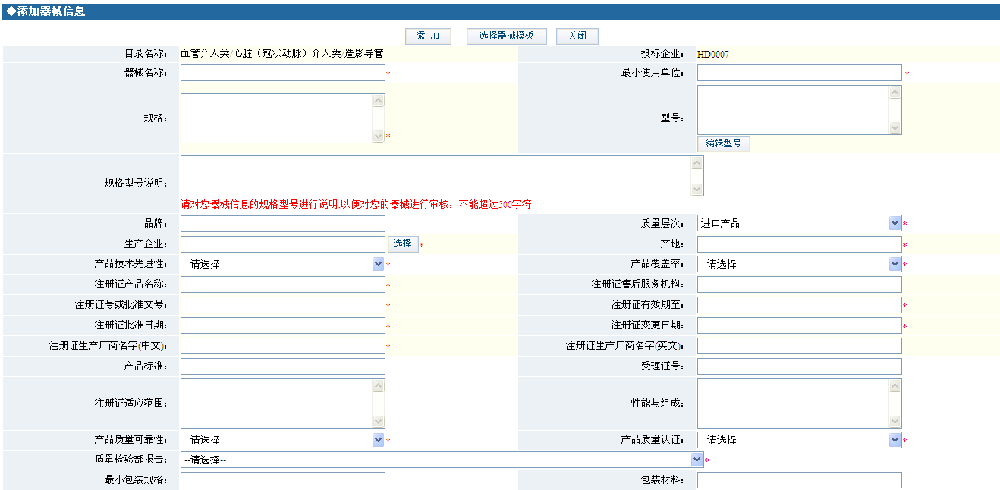 ◆添加器械信息
添 加 选择器械模板 关闭
目录名称： 血管介入类/心脏（冠状动脉）介入类/造影导管 投标企业： HD0007
器械名称： * 最小使用单位： *
规格： * 型号：
编辑型号
规格型号说明：
请对您器械信息的规格型号进行说明,以便对您的器械进行审核，不能超过500字符
品牌： 质量层次： 进口产品 *
生产企业： 选择 * 产地： *
产品技术先进性： --请选择-- * 产品覆盖率： --请选择-- *
注册证产品名称： * 注册证售后服务机构：
注册证号或批准文号： * 注册证有效期至： *
注册证批准日期： * 注册证变更日期： *
注册证生产厂商名字(中文)： * 注册证生产厂商名字(英文)：
产品标准： 受理证号：
注册证适应范围： 性能与组成：
产品质量可靠性： --请选择-- * 产品质量认证： --请选择-- *
质量检验部报告： --请选择-- *
最小包装规格： 包装材料：